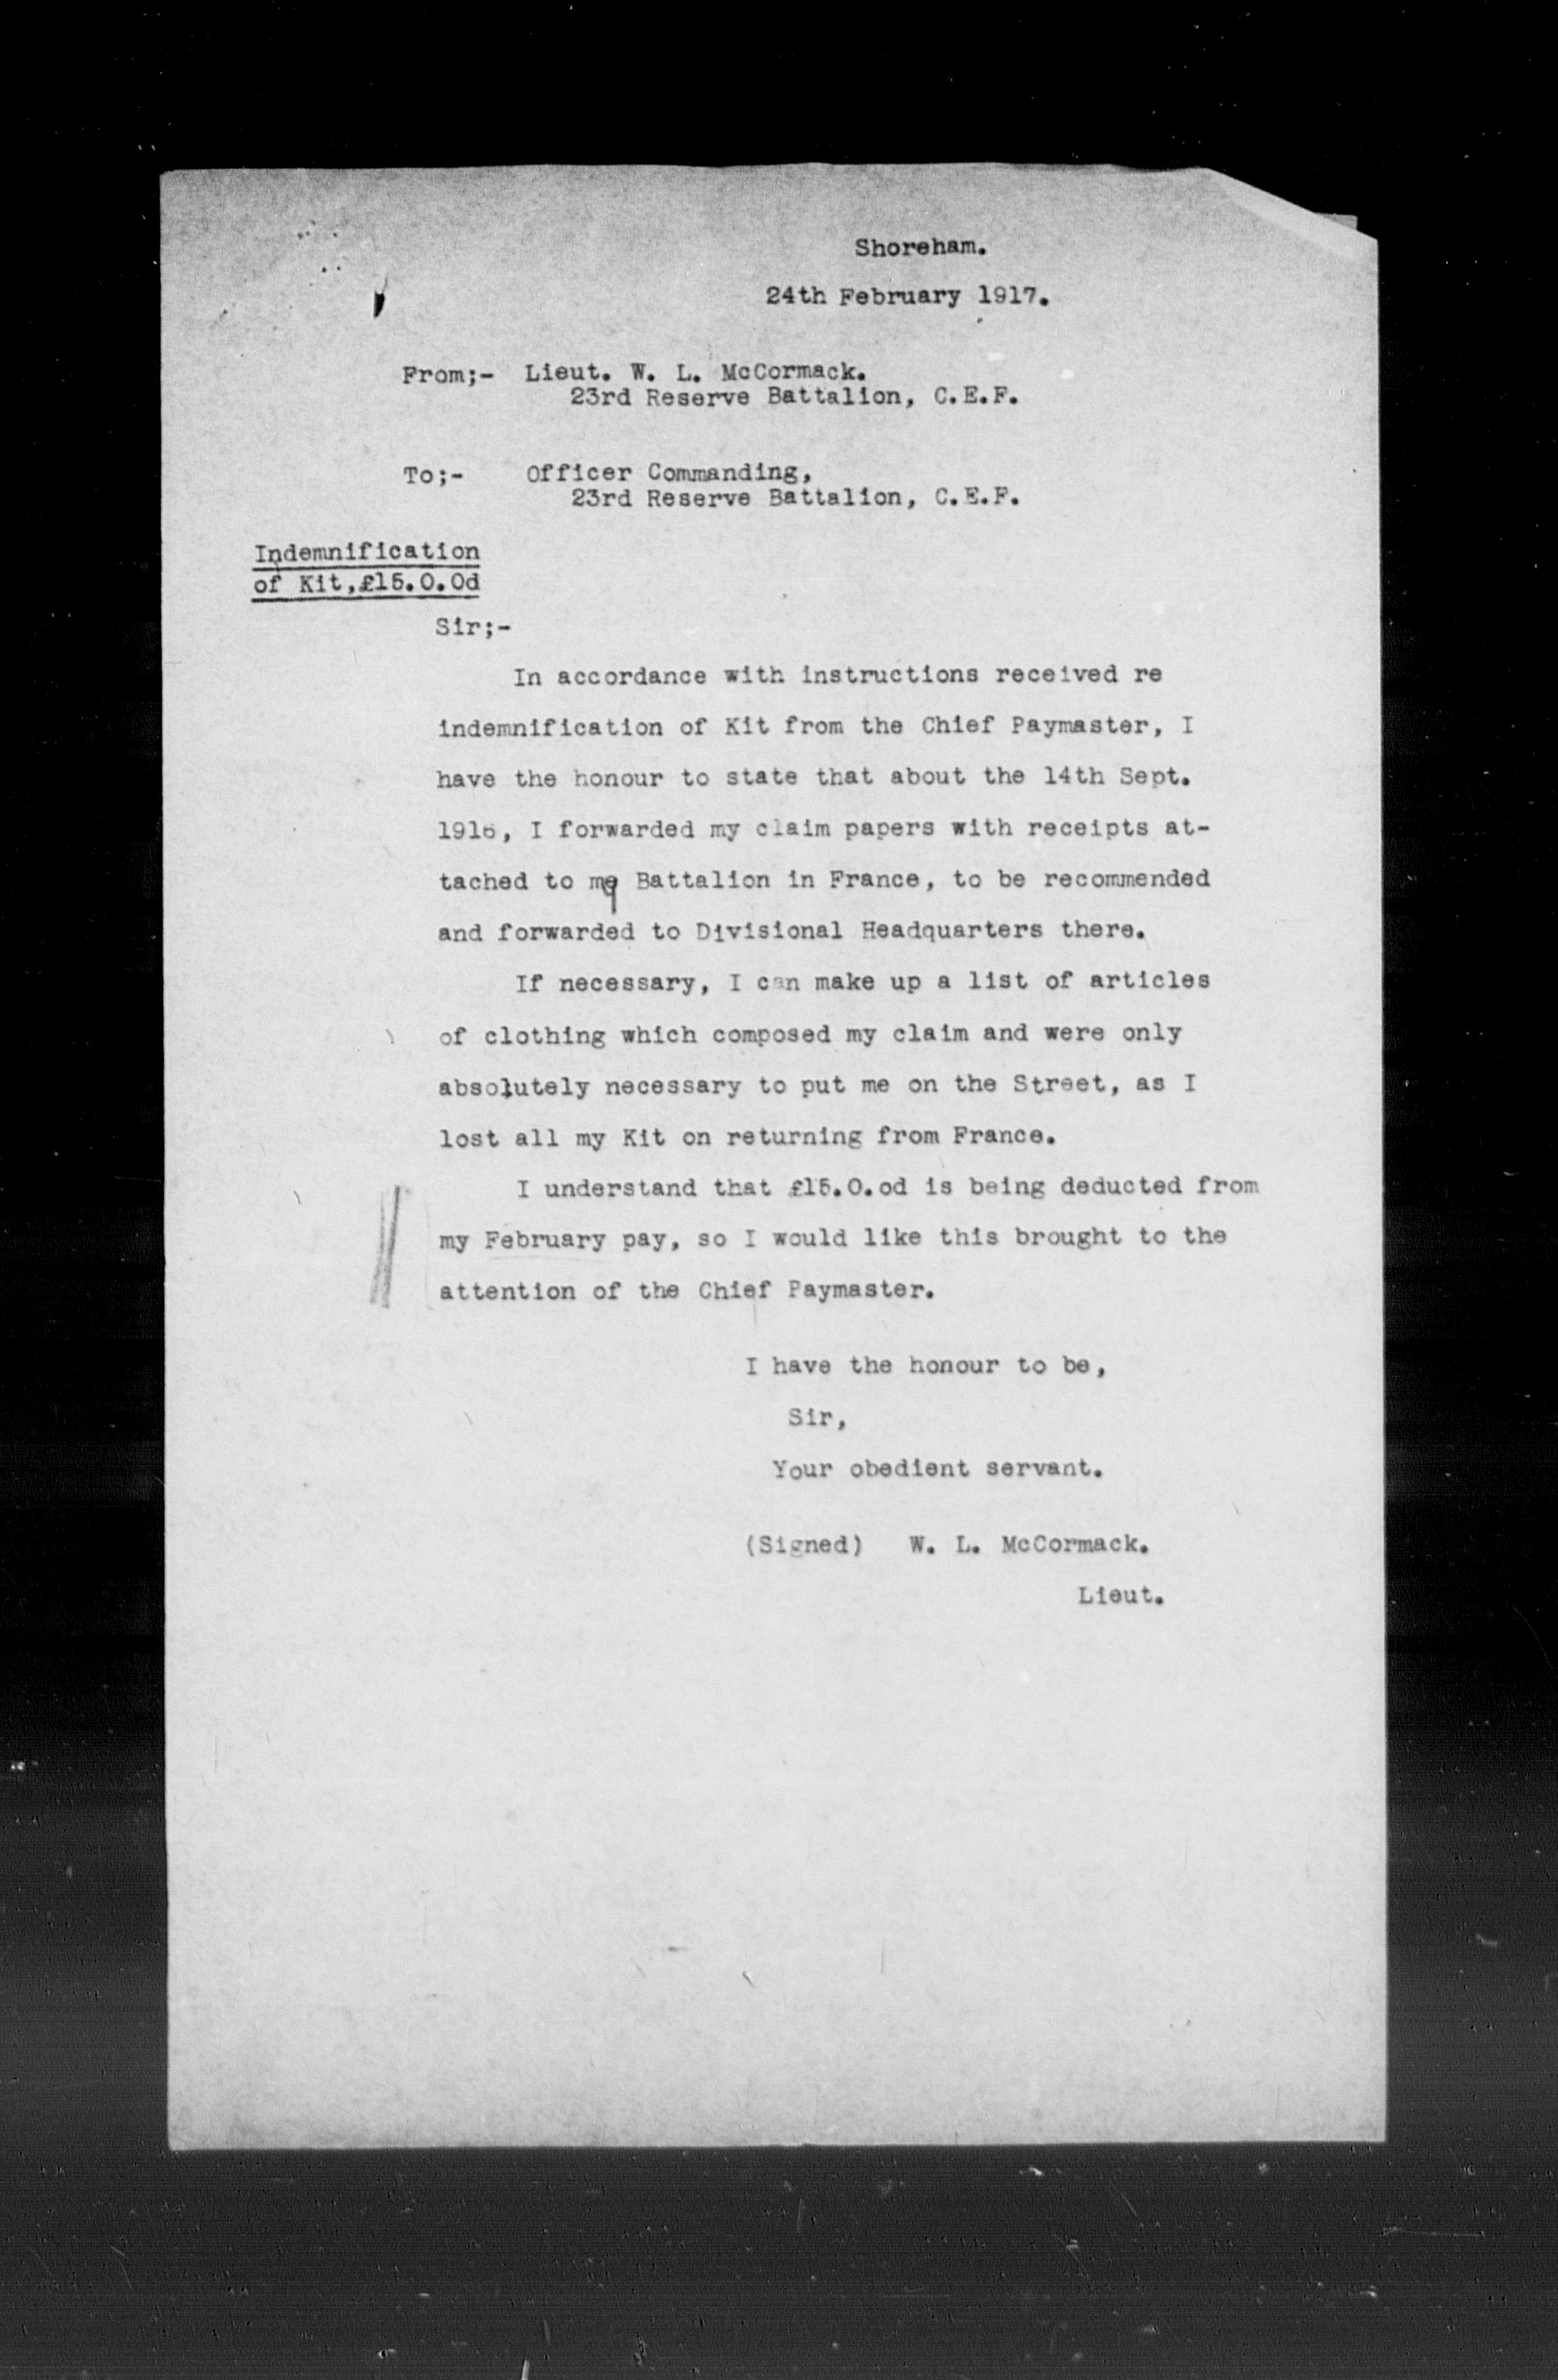 Shoreham.
24th February 1917.
From;- Lieut. W. L. McCormack.
23rd Reserve Battalion, C.E.F.
To;- Officer Commanding,
23rd Reserve Battalion, C.E.F.
Indemnification
of Kit,£15.0.0d
Sir;-
In accordance with instructions received re
indemnification of Kit from the Chief Paymaster, I
have the honour to state that about the 14th Sept.
1916, I forwarded my claim papers with receipts at-
tached to my Battalion in France, to be recommended
and forwarded to Divisional Headquarters there.
If necessary, I can make up a list of articles
of clothing which composed my claim and were only
absolutely necessary to put me on the Street, as I
lost all my Kit on returning from France.
I understand that £15.0.od is being deducted from
my February pay, so I would like this brought to the
attention of the Chief Paymaster.
I have the honour to be,
Sir,
Your obedient servant.
(Signed) W. L. McCormack.
Lieut.